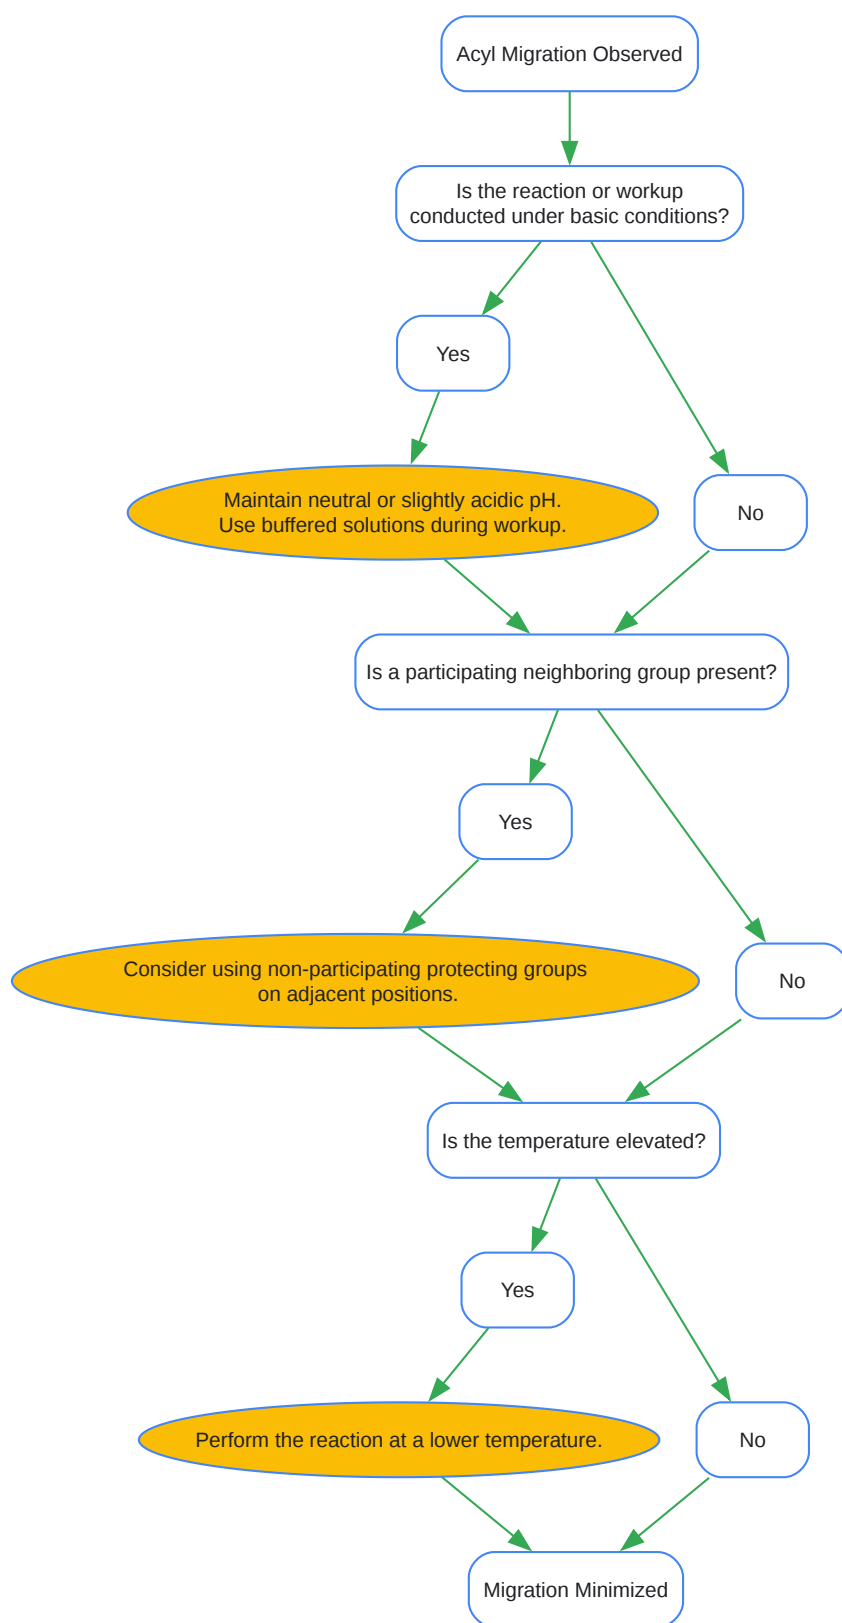 Acyl Migration Observed
Is the reaction or workup
conducted under basic conditions?
Yes
Maintain neutral or slightly acidic pH.
Use buffered solutions during workup.
No
Is a participating neighboring group present?
Yes
Consider using non-participating protecting groups
on adjacent positions.
No
Is the temperature elevated?
Yes
Perform the reaction at a lower temperature.
No
Migration Minimized